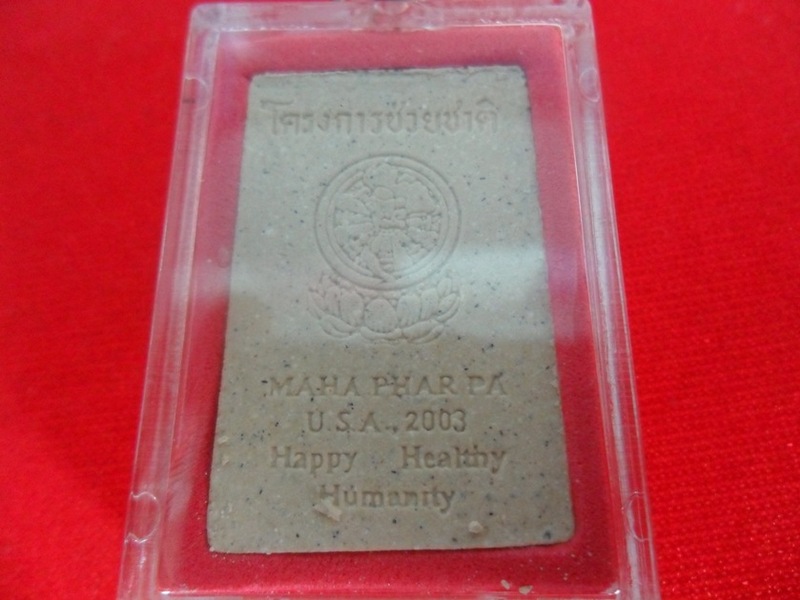 โครงการช่วยชาติ
MAHA PHAR PA
U.S.A., 2003
Happy Healthy
Humanity